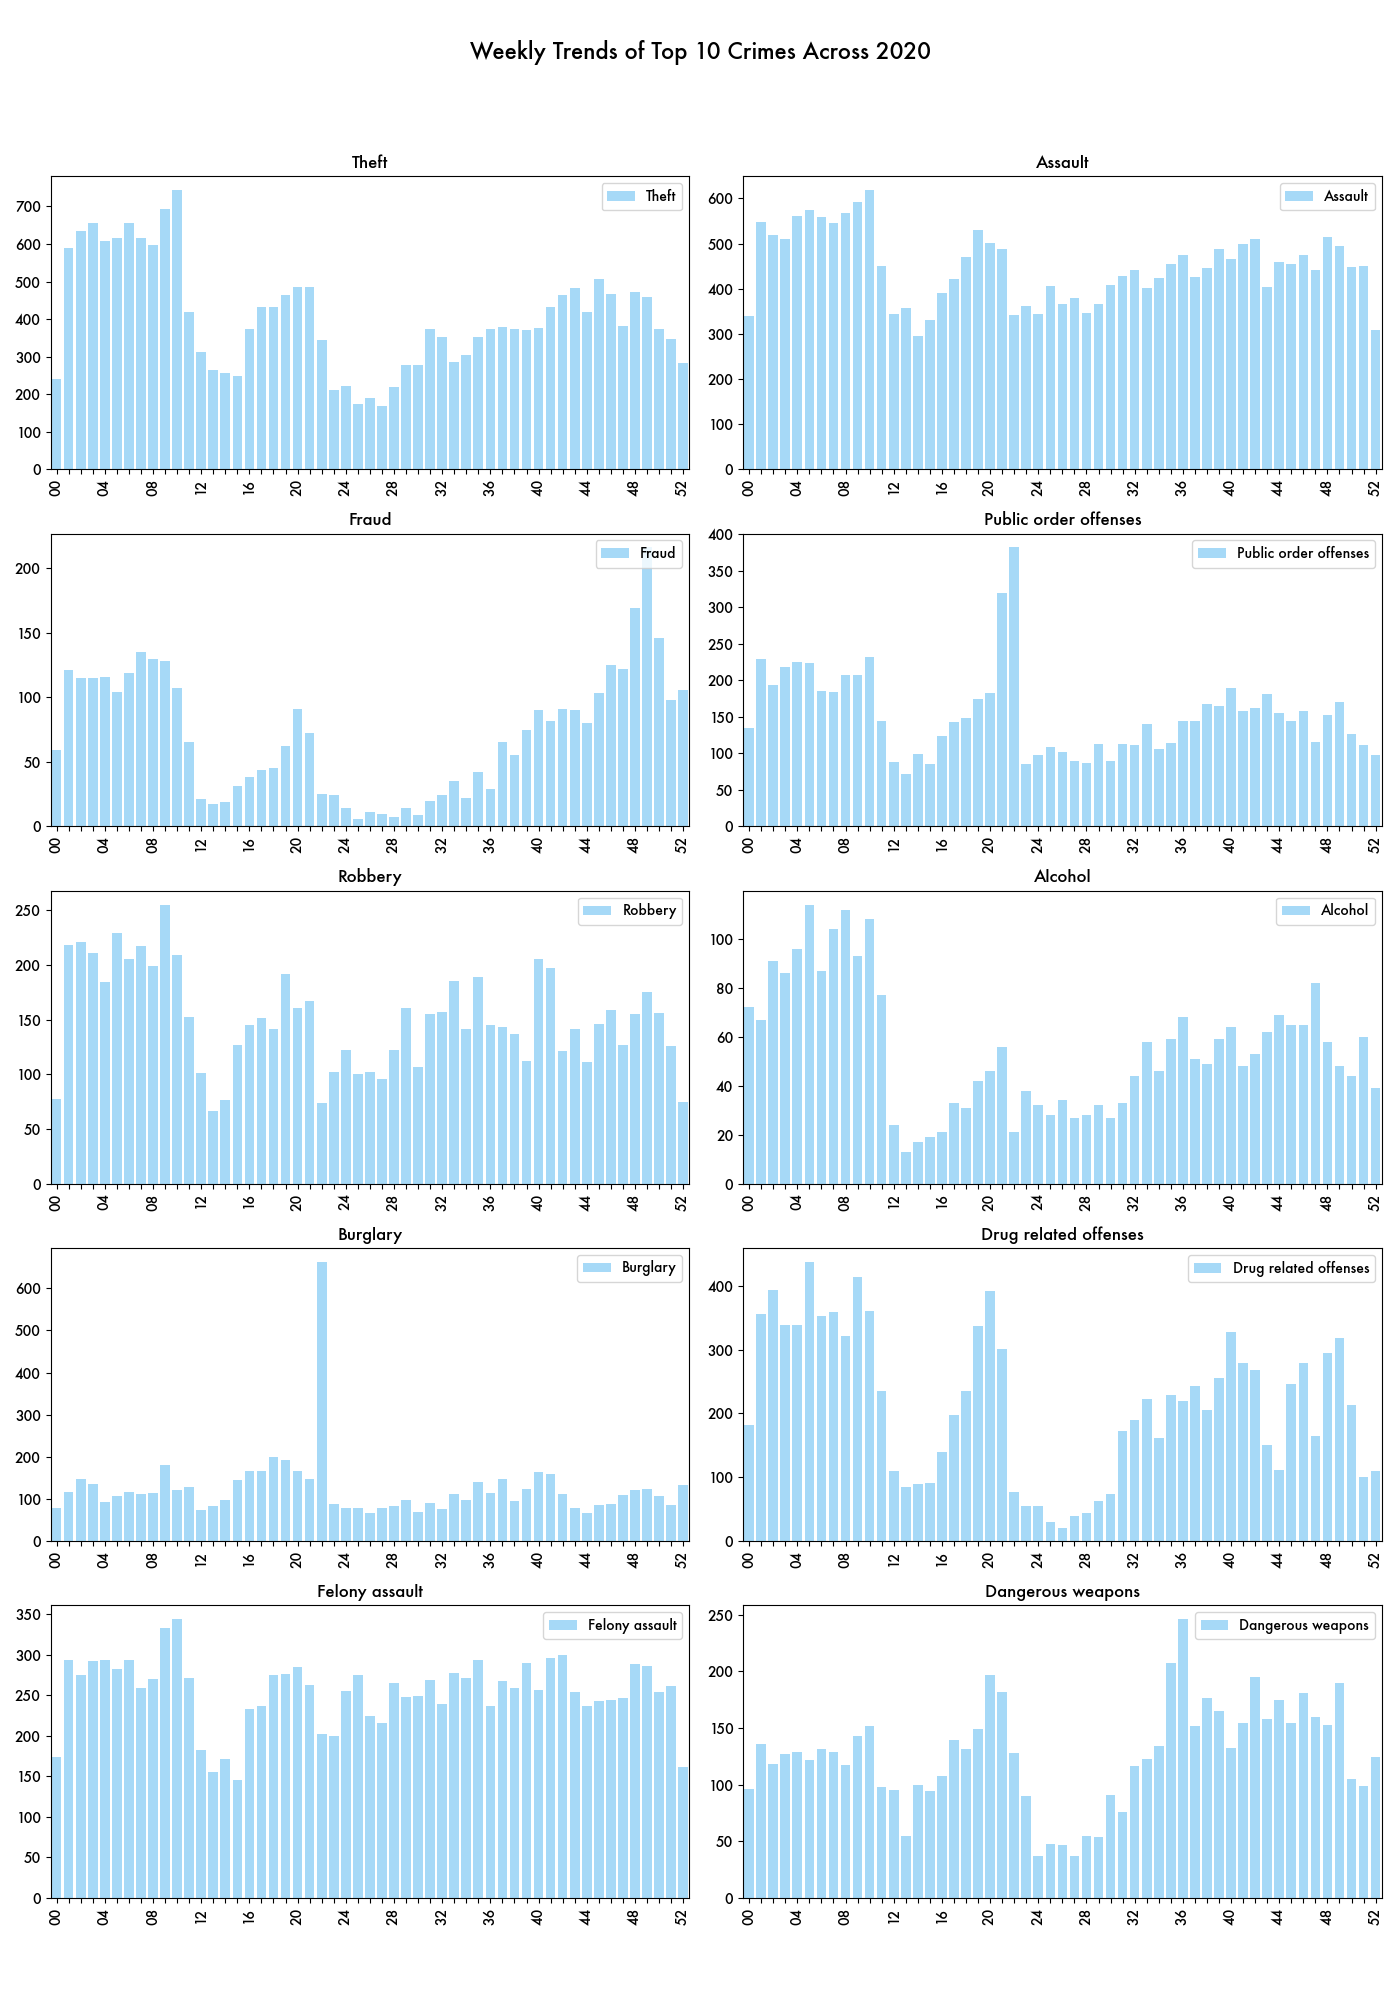 Weekly Trends of Top 10 Crimes Across 2020
Theft
Theft
700
600
500
400
300
200
100
0
00 04 08 12 16 20 24 28 32 36 40 44 48 52
Assault
Assault
600
500
400
300
200
100
0
00 04 08 12 16 20 24 28 32 36 40 44 48 52
Fraud
Fraud
200
150
100
50
0
00 04 08 12 16 20 24 28 32 36 40 44 48 52
Public order offenses
Public order offenses
400
350
300
250
200
150
100
50
0
00 04 08 12 16 20 24 28 32 36 40 44 48 52
Robbery
Robbery
250
200
150
100
50
0
00 04 08 12 16 20 24 28 32 36 40 44 48 52
Alcohol
Alcohol
100
80
60
40
20
0
00 04 08 12 16 20 24 28 32 36 40 44 48 52
Burglary
Burglary
600
500
400
300
200
100
0
00 04 08 12 16 20 24 28 32 36 40 44 48 52
Drug related offenses
Drug related offenses
400
300
200
100
0
00 04 08 12 16 20 24 28 32 36 40 44 48 52
Felony assault
Felony assault
350
300
250
200
150
100
50
0
00 04 08 12 16 20 24 28 32 36 40 44 48 52
Dangerous weapons
Dangerous weapons
250
200
150
100
50
0
00 04 08 12 16 20 24 28 32 36 40 44 48 52